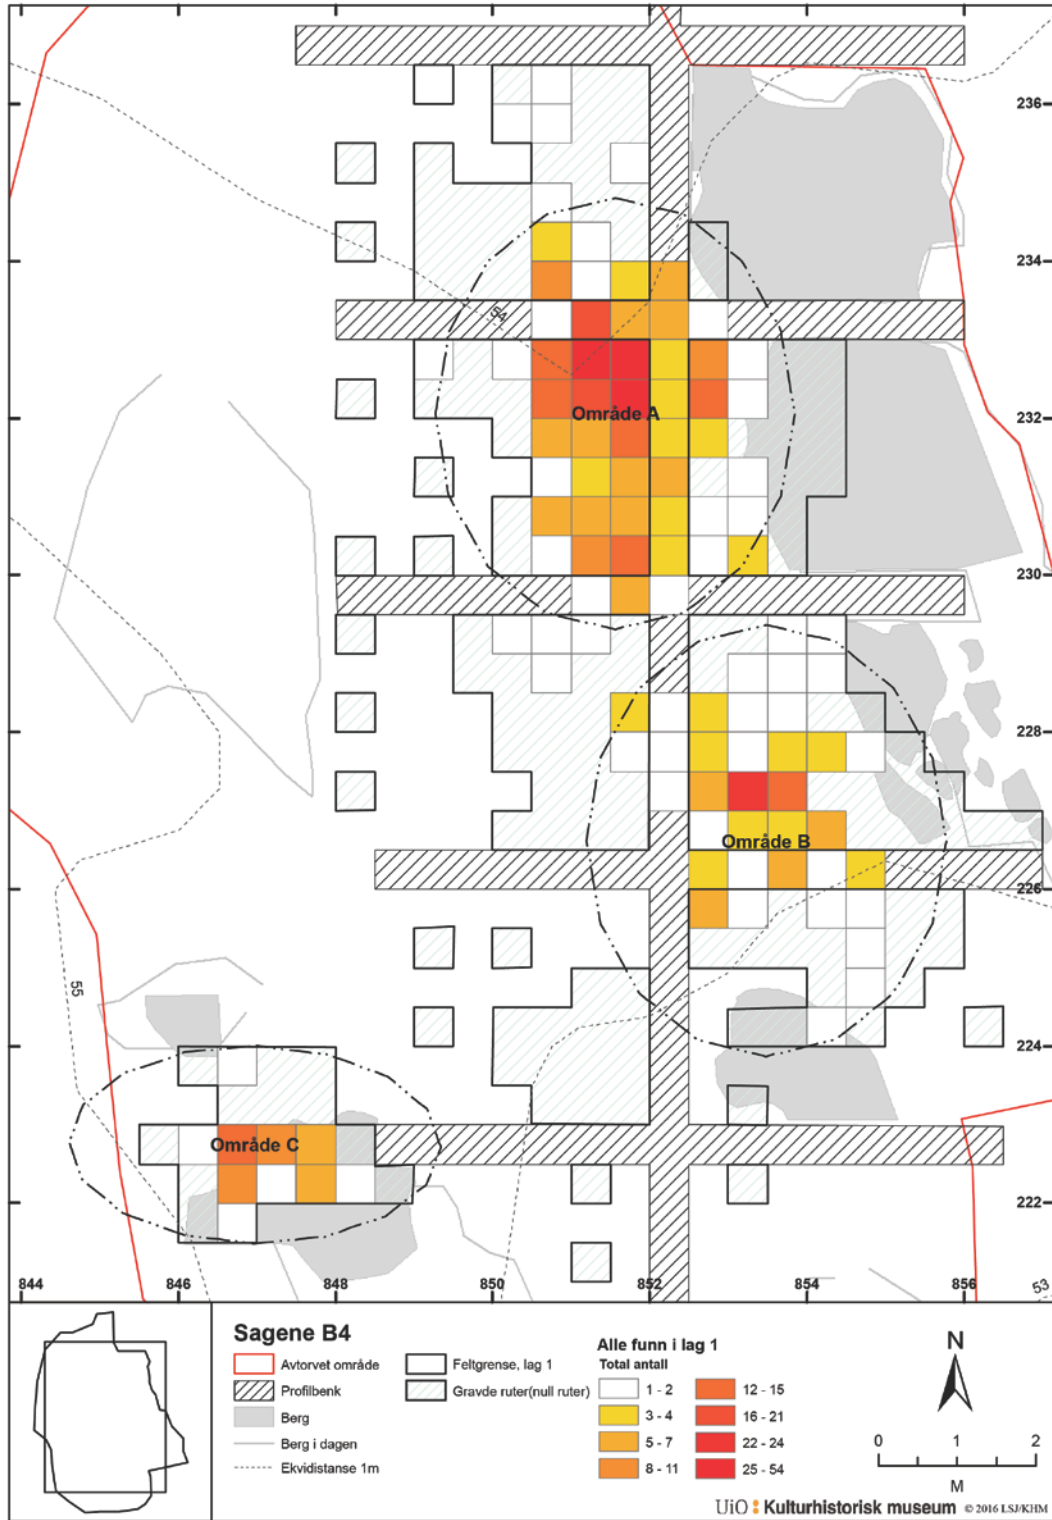 236
234
54
232
Område A
230
228
Område B
226
55
224
Område C
222
844
846
848
850
852
854
856
53
Sagene B4
Avtorvet område
Profilbenk
Berg
Berg i dagen
Ekvidistanse 1m
Feltgrense, lag 1
Gravde ruter(null ruter)
Alle funn i lag 1
Total antall
1 - 2
3 - 4
5 - 7
8 - 11
12 - 15
16 - 21
22 - 24
25 - 54
N
0 1 2
M
UiO Kulturhistorisk museum © 2016 LSJ/KHM